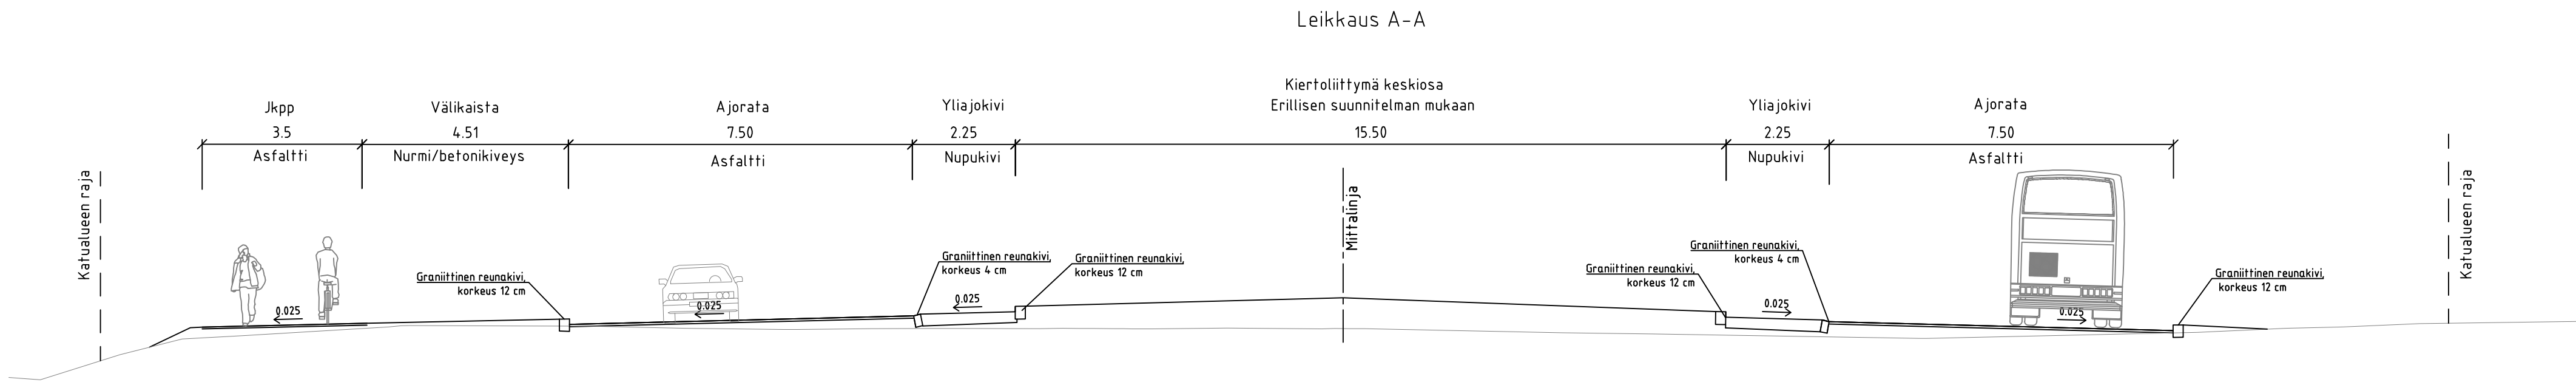 Leikkaus A-A
Kiertoliittymä keskiosa
Jkpp Välikaista Ajorata Yliajokivi Erillisen suunnitelman mukaan Yliajokivi Ajorata
3.5 4.51 7.50 2.25 15.50 2.25 7.50
Asfaltti Nurmi/betonikiveys Asfaltti Nupukivi Nupukivi Asfaltti
Katualueen raja
Mittalinja
Katualueen raja
Graniittinen reunakivi,
korkeus 12 cm
Graniittinen reunakivi,
korkeus 4 cm
Graniittinen reunakivi,
korkeus 12 cm
Graniittinen reunakivi,
korkeus 12 cm
Graniittinen reunakivi,
korkeus 4 cm
Graniittinen reunakivi,
korkeus 12 cm
0.025
0.025
0.025
0.025
0.025